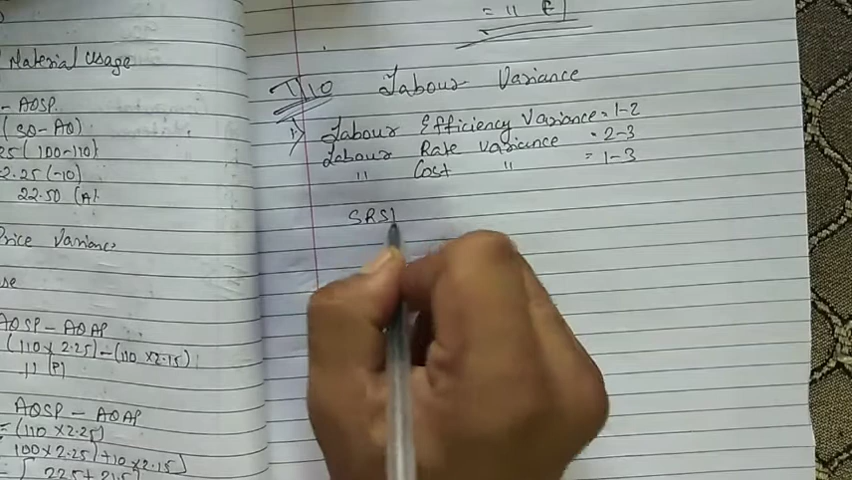 Material Usage
- AQSP
(SQ - AQ)
25 (100-110)
2.25 (-10)
22.50 (A)
Price Variance
AQSP - AQAP
(110 x 2.25) - (110 x 2.15)
11 (F)
AQSP - AQAP
= (110 x 2.25)
100 x 2.25) + 10 x 2.15)
= 11 (F)
T10 Labour Variance
1) Labour Efficiency Variance = 1-2
Labour Rate Variance = 2-3
" Cost " = 1-3
SRS